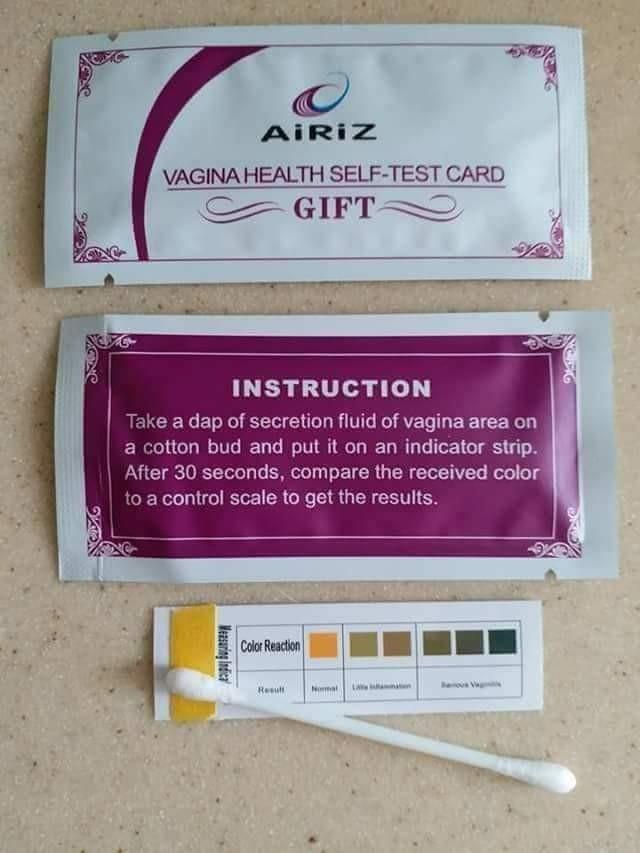 AiRiZ
VAGINA HEALTH SELF-TEST CARD
GIFT
INSTRUCTION
Take a dap of secretion fluid of vagina area on
a cotton bud and put it on an indicator strip.
After 30 seconds, compare the received color
to a control scale to get the results.
Measuring Indica
Color Reaction
Result
Normal
Little Inflammation
Serious Vaginitis